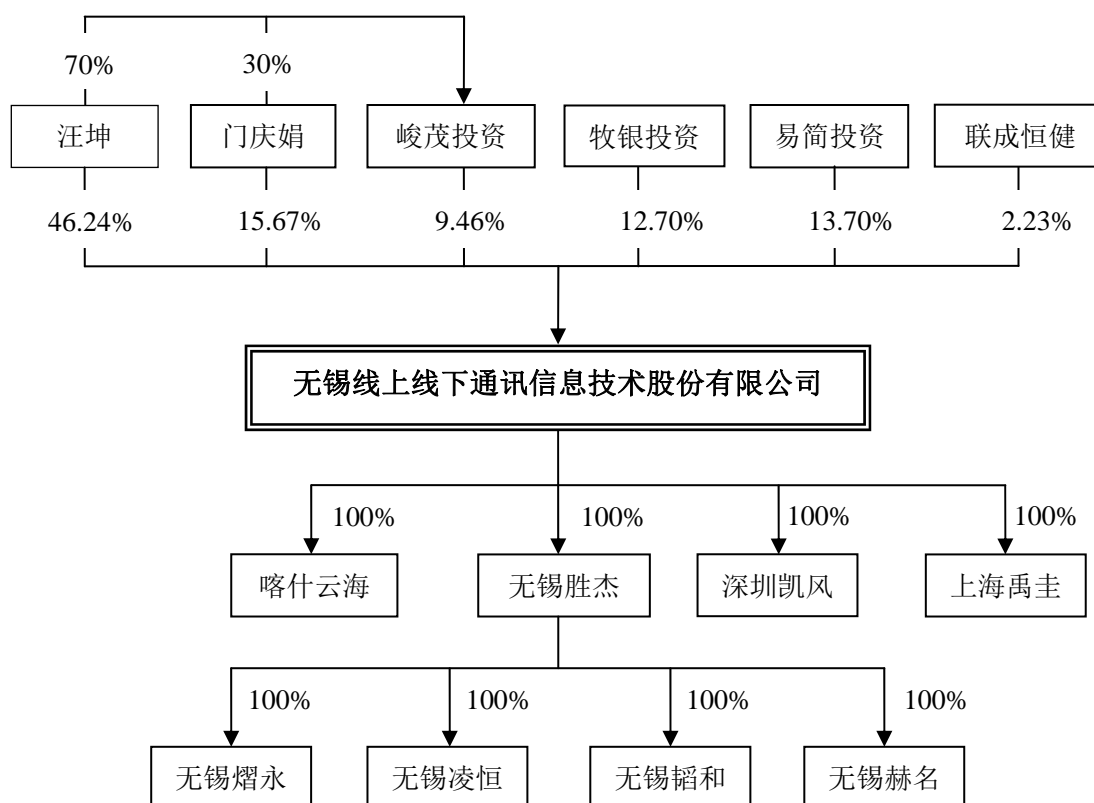 70% 30%
汪坤 门庆娟 峻茂投资 牧银投资 易简投资 联成恒健
46.24% 15.67% 9.46% 12.70% 13.70% 2.23%
无锡线上线下通讯信息技术股份有限公司
100% 100% 100% 100%
喀什云海 无锡胜杰 深圳凯风 上海禹圭
100% 100% 100% 100%
无锡熠永 无锡凌恒 无锡韬和 无锡赫名